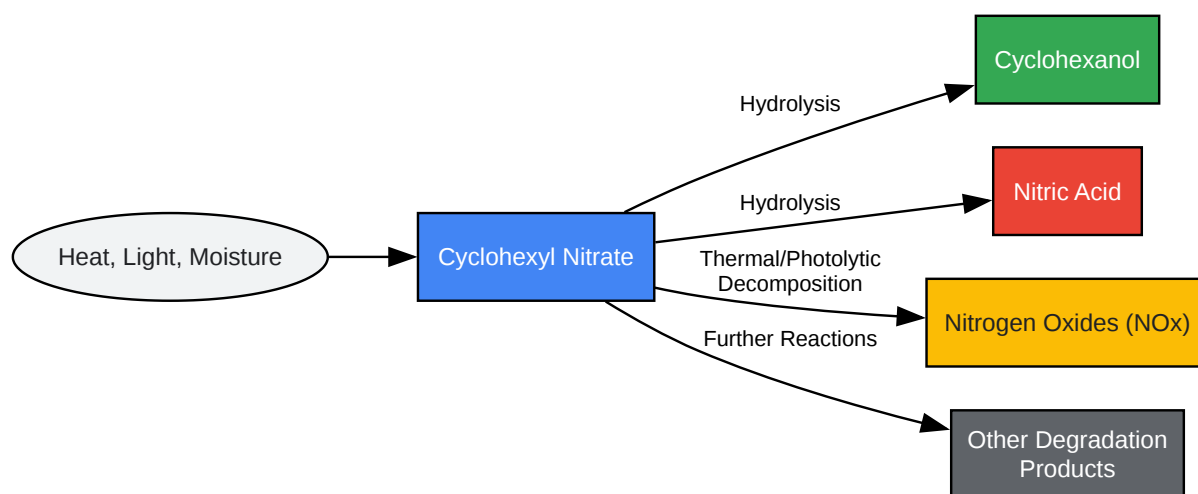 Cyclohexanol
Hydrolysis
Nitric Acid
Hydrolysis
Heat, Light, Moisture
Cyclohexyl Nitrate
Thermal/Photolytic
Decomposition
Nitrogen Oxides (NOx)
Further Reactions
Other Degradation
Products